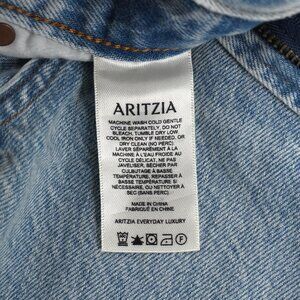 ARITZIA
MACHINE WASH COLD GENTLE
CYCLE SEPARATELY, DO NOT
BLEACH, TUMBLE DRY LOW
COOL IRON ONLY IF NEEDED, OR
DRY CLEAN (NO PERC)
LAVER SÉPARÉMENT À LA
MACHINE À L'EAU FROIDE AU
CYCLE DÉLICAT, NE PAS
JAVELLISER, SÉCHER PAR
CULBUTAGE À BASSE
TEMPÉRATURE, REPASSER À
BASSE TEMPÉRATURE SI
NÉCESSAIRE, OU NETTOYER À
SEC (SANS PERC)
MADE IN CHINA
FABRIQUÉ EN CHINE
ARITZIA EVERYDAY LUXURY